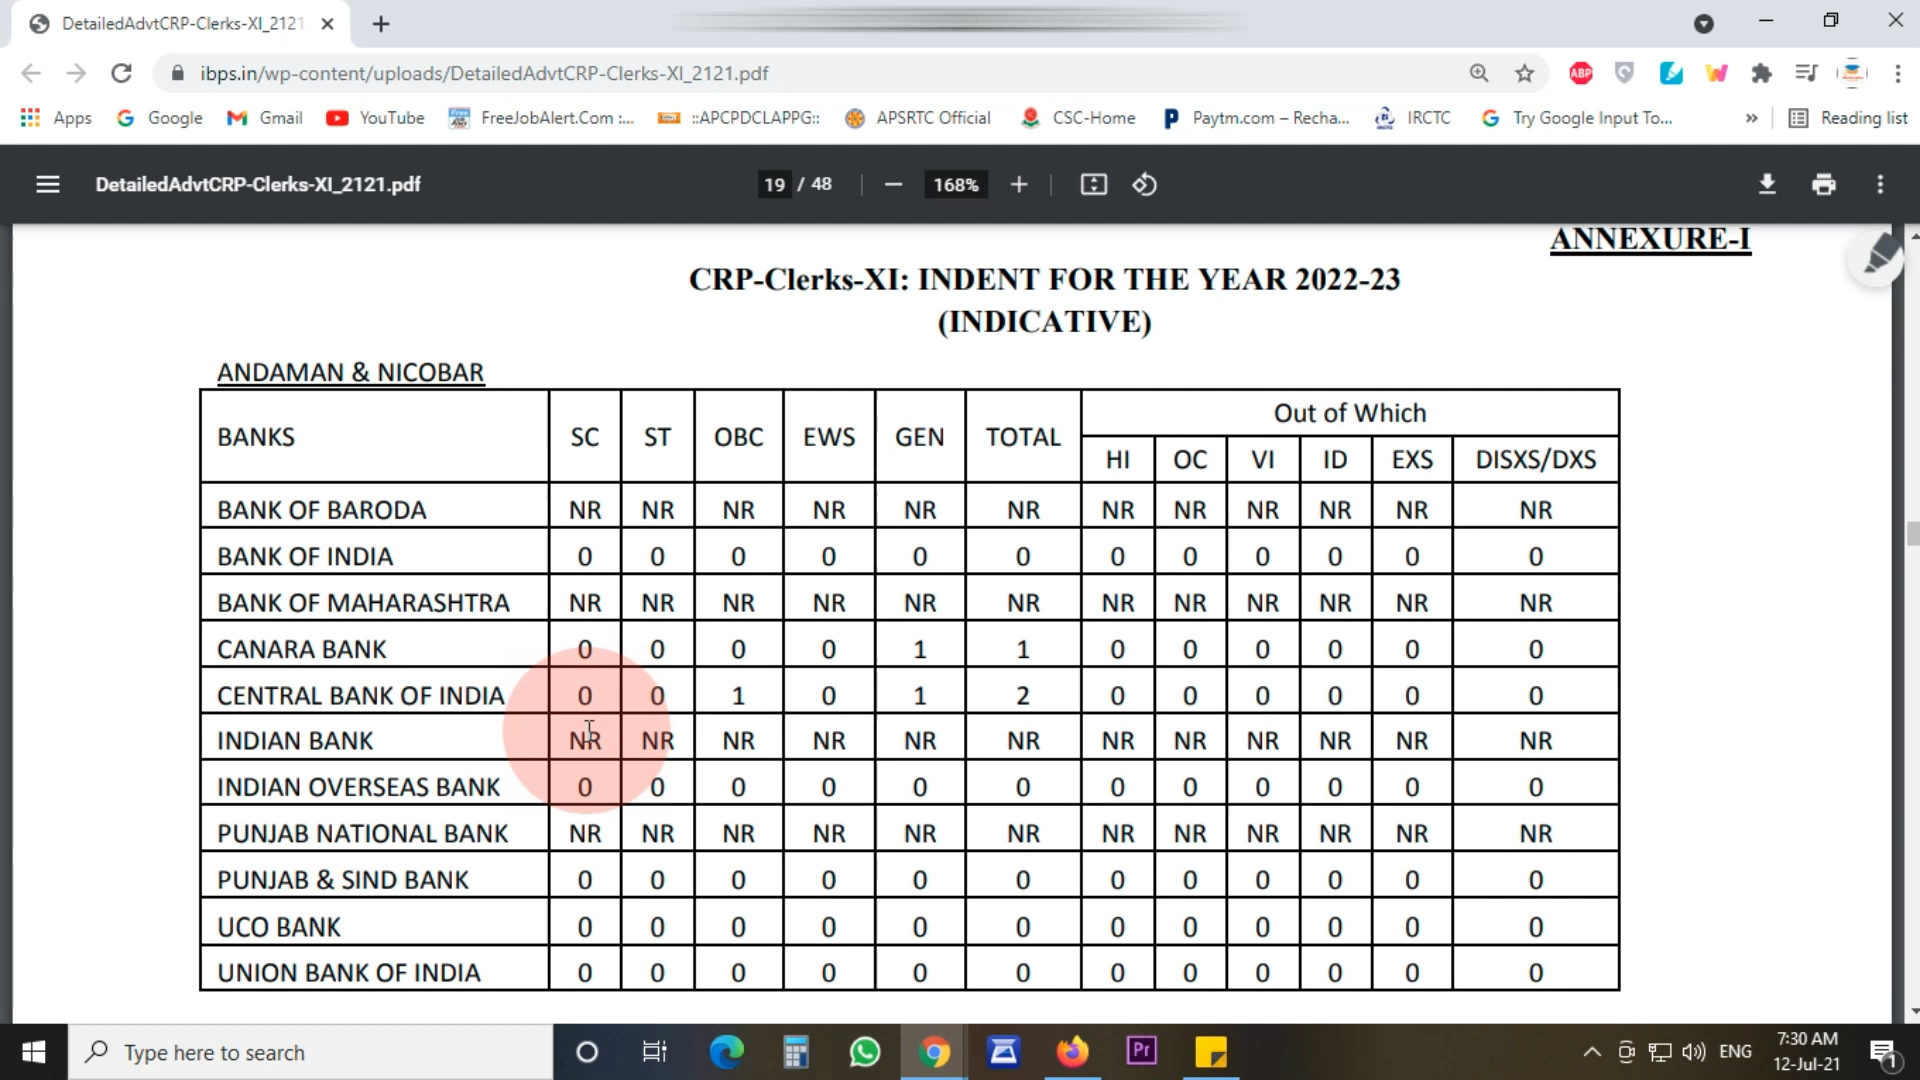 DetailedAdvtCRP-Clerks-XI_2121
ibps.in/wp-content/uploads/DetailedAdvtCRP-Clerks-XI_2121.pdf
ABP
Apps Google Gmail YouTube FreeJobAlert.Com :... ::APCPDCLAPPG:: APSRTC Official CSC-Home Paytm.com – Recha... IRCTC Try Google Input To... » Reading list
DetailedAdvtCRP-Clerks-XI_2121.pdf 19 / 48 168%
ANNEXURE-I
CRP-Clerks-XI: INDENT FOR THE YEAR 2022-23
(INDICATIVE)
ANDAMAN & NICOBAR
BANKS SC ST OBC EWS GEN TOTAL Out of Which
HI OC VI ID EXS DISXS/DXS
BANK OF BARODA NR NR NR NR NR NR NR NR NR NR NR NR
BANK OF INDIA 0 0 0 0 0 0 0 0 0 0 0 0
BANK OF MAHARASHTRA NR NR NR NR NR NR NR NR NR NR NR NR
CANARA BANK 0 0 0 0 1 1 0 0 0 0 0 0
CENTRAL BANK OF INDIA 0 0 1 0 1 2 0 0 0 0 0 0
INDIAN BANK NR NR NR NR NR NR NR NR NR NR NR NR
INDIAN OVERSEAS BANK 0 0 0 0 0 0 0 0 0 0 0 0
PUNJAB NATIONAL BANK NR NR NR NR NR NR NR NR NR NR NR NR
PUNJAB & SIND BANK 0 0 0 0 0 0 0 0 0 0 0 0
UCO BANK 0 0 0 0 0 0 0 0 0 0 0 0
UNION BANK OF INDIA 0 0 0 0 0 0 0 0 0 0 0 0
Type here to search Pr ENG 7:30 AM
12-Jul-21 1